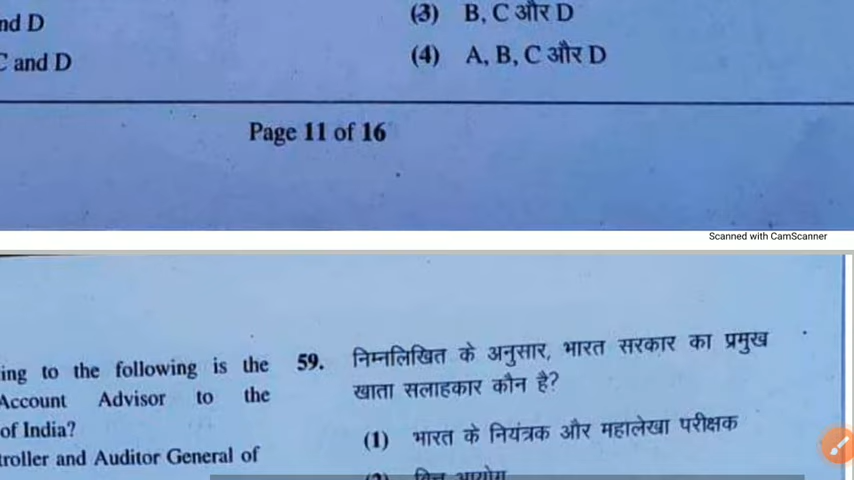 nd D
C and D
(3) B, C और D
(4) A, B, C और D
Page 11 of 16
Scanned with CamScanner
ing to the following is the
Account Advisor to the
of India?
troller and Auditor General of
59. निम्नलिखित के अनुसार, भारत सरकार का प्रमुख
खाता सलाहकार कौन है?
(1) भारत के नियंत्रक और महालेखा परीक्षक
(2) वित्त आयोग